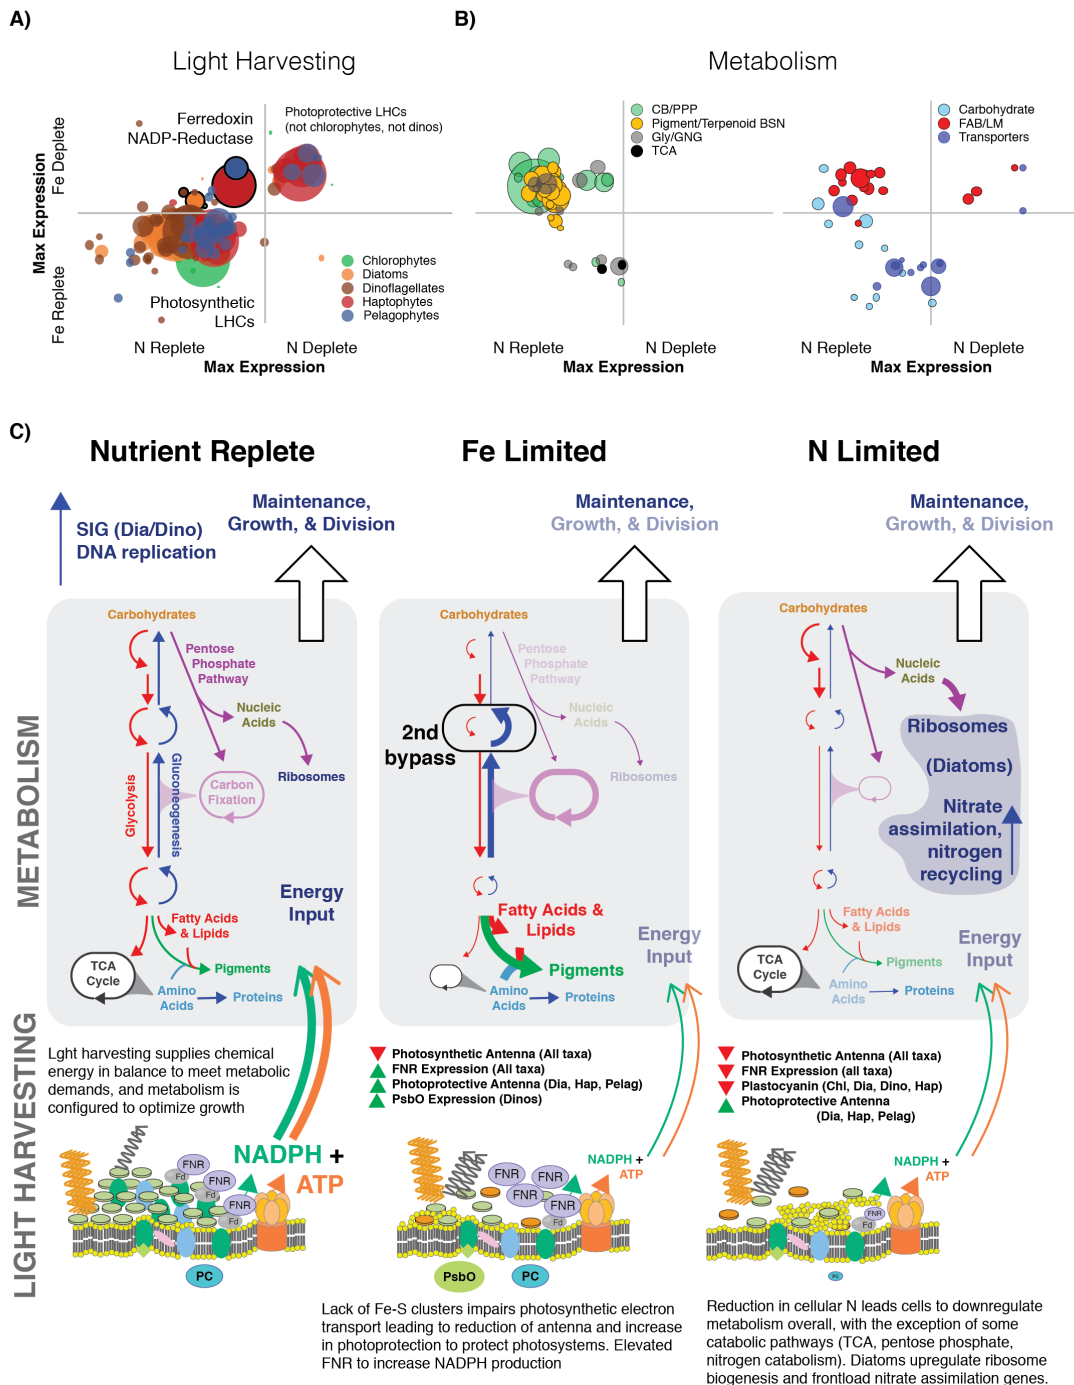 A)
Light Harvesting
Ferredoxin
NADP-Reductase
Photoprotective LHCs
(not chlorophytes, not dinos)
Max Expression
Fe Deplete
Fe Replete
Photosynthetic
LHCs
Chlorophytes
Diatoms
Dinoflagellates
Haptophytes
Pelagophytes
N Replete
N Deplete
Max Expression
B)
Metabolism
CB/PPP
Pigment/Terpenoid BSN
Gly/GNG
TCA
Carbohydrate
FAB/LM
Transporters
N Replete
N Deplete
Max Expression
N Replete
N Deplete
Max Expression
C)
Nutrient Replete
Fe Limited
N Limited
METABOLISM
LIGHT HARVESTING
SIG (Dia/Dino)
DNA replication
Maintenance,
Growth, & Division
Carbohydrates
Pentose
Phosphate
Pathway
Nucleic
Acids
Ribosomes
Carbon
Fixation
Glycolysis
Gluconeogenesis
Energy
Input
Fatty Acids
& Lipids
TCA
Cycle
Pigments
Amino
Acids
Proteins
Lght harvesting supplies chemical
energy in balance to meet metabolic
demands, and metabolism is
configured to optimize growth
NADPH +
ATP
FNR
Fd
Fd
FNR
Fd
PC
Maintenance,
Growth, & Division
Carbohydrates
Pentose
Phosphate
Pathway
Nucleic
Acids
2nd
bypass
Ribosomes
Fatty Acids &
Lipids
Energy
Input
Pigments
Amino
Acids
Proteins
Photosynthetic Antenna (All taxa)
FNR Expression (All taxa)
Photoprotective Antenna (Dia, Hap, Pelag)
PsbO Expression (Dinos)
NADPH +
ATP
FNR
FNR
FNR
FNR
Fd
PsbO
PC
Lack of Fe-S clusters impairs photosynthetic electron
transport leading to reduction of antenna and increase
in photoprotection to protect photosystems. Elevated
FNR to increase NADPH production
Maintenance,
Growth, & Division
Carbohydrates
Nucleic
Acids
Ribosomes
(Diatoms)
Nitrate
assimilation,
nitrogen
recycling
Fatty Acids
& Lipids
Energy
Input
TCA
Cycle
Pigments
Amino
Acids
Proteins
Photosynthetic Antenna (All taxa)
FNR Expression (all taxa)
Plastocyanin (Chl, Dia, Dino, Hap)
Photoprotective Antenna
(Dia, Hap, Pelag)
NADPH +
ATP
FNR
Fd
PC
Reduction in cellular N leads cells to downregulate
metabolism overall, with the exception of some
catabolic pathways (TCA, pentose phosphate,
nitrogen catabolism). Diatoms upregulate ribosome
biogenesis and frontload nitrate assimilation genes.